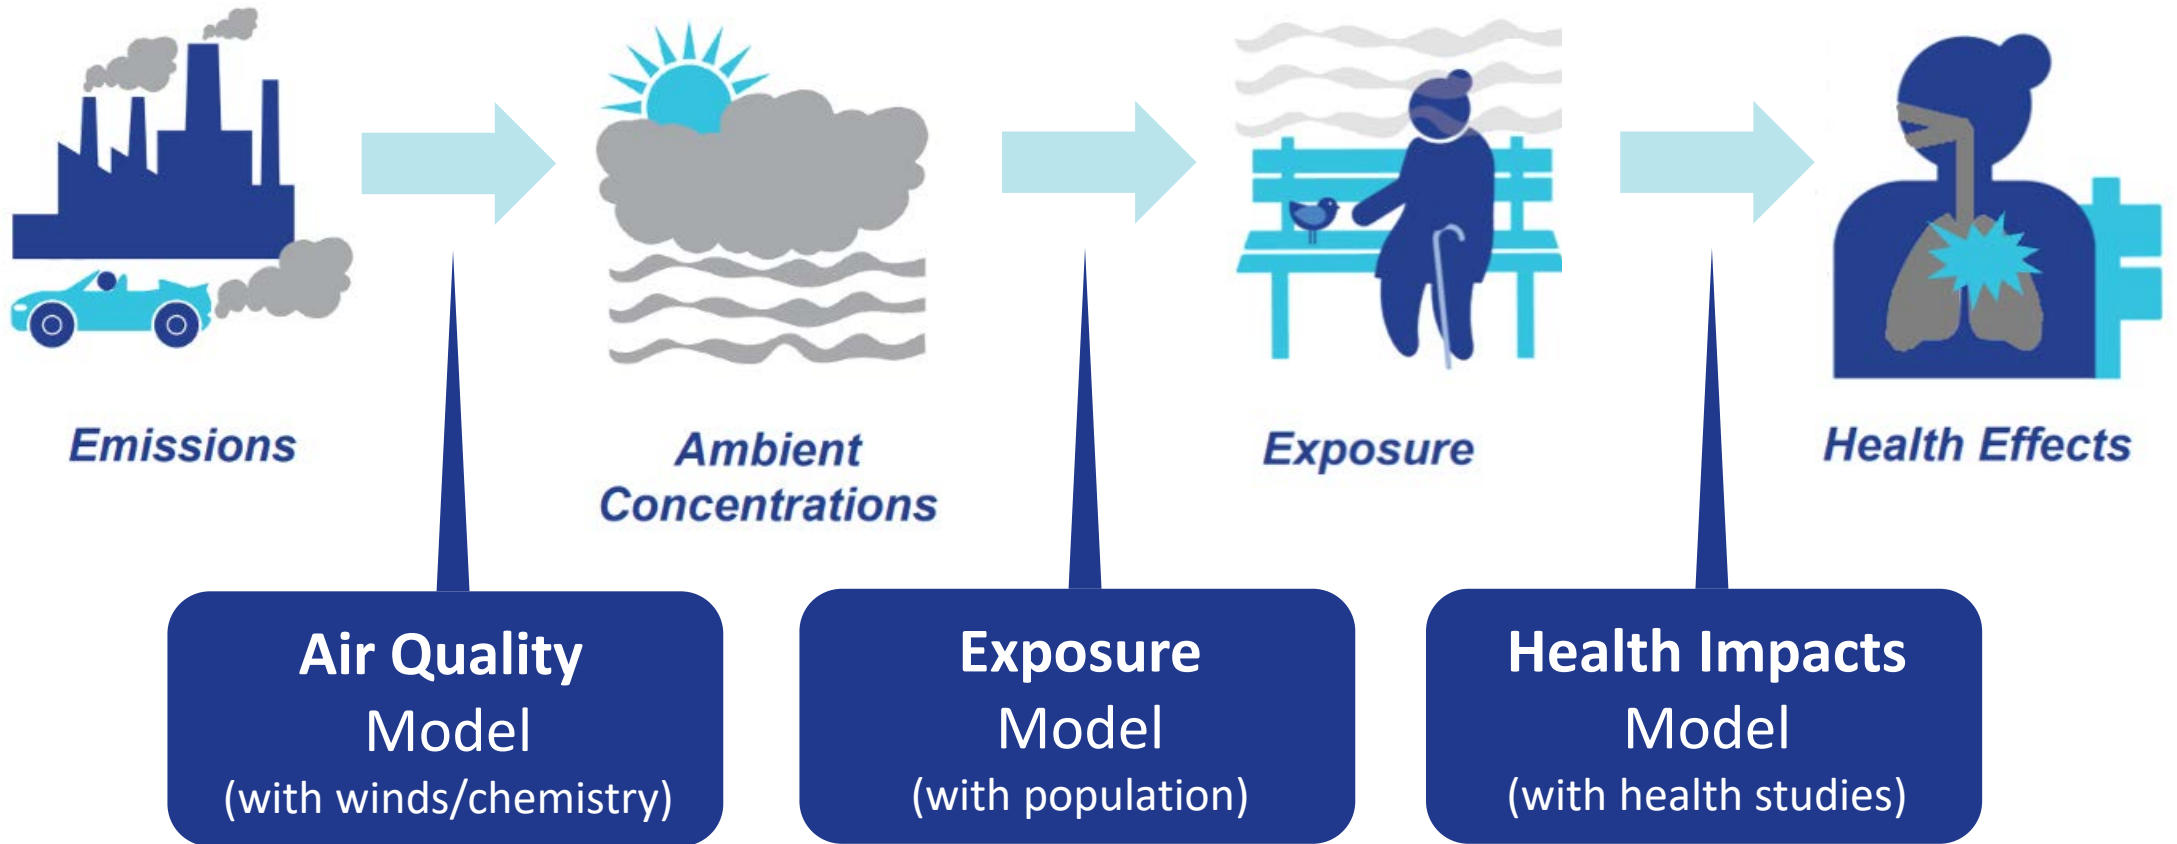 Emissions
Ambient
Concentrations
Exposure
Health Effects
Air Quality
Model
(with winds/chemistry)
Exposure
Model
(with population)
Health Impacts
Model
(with health studies)